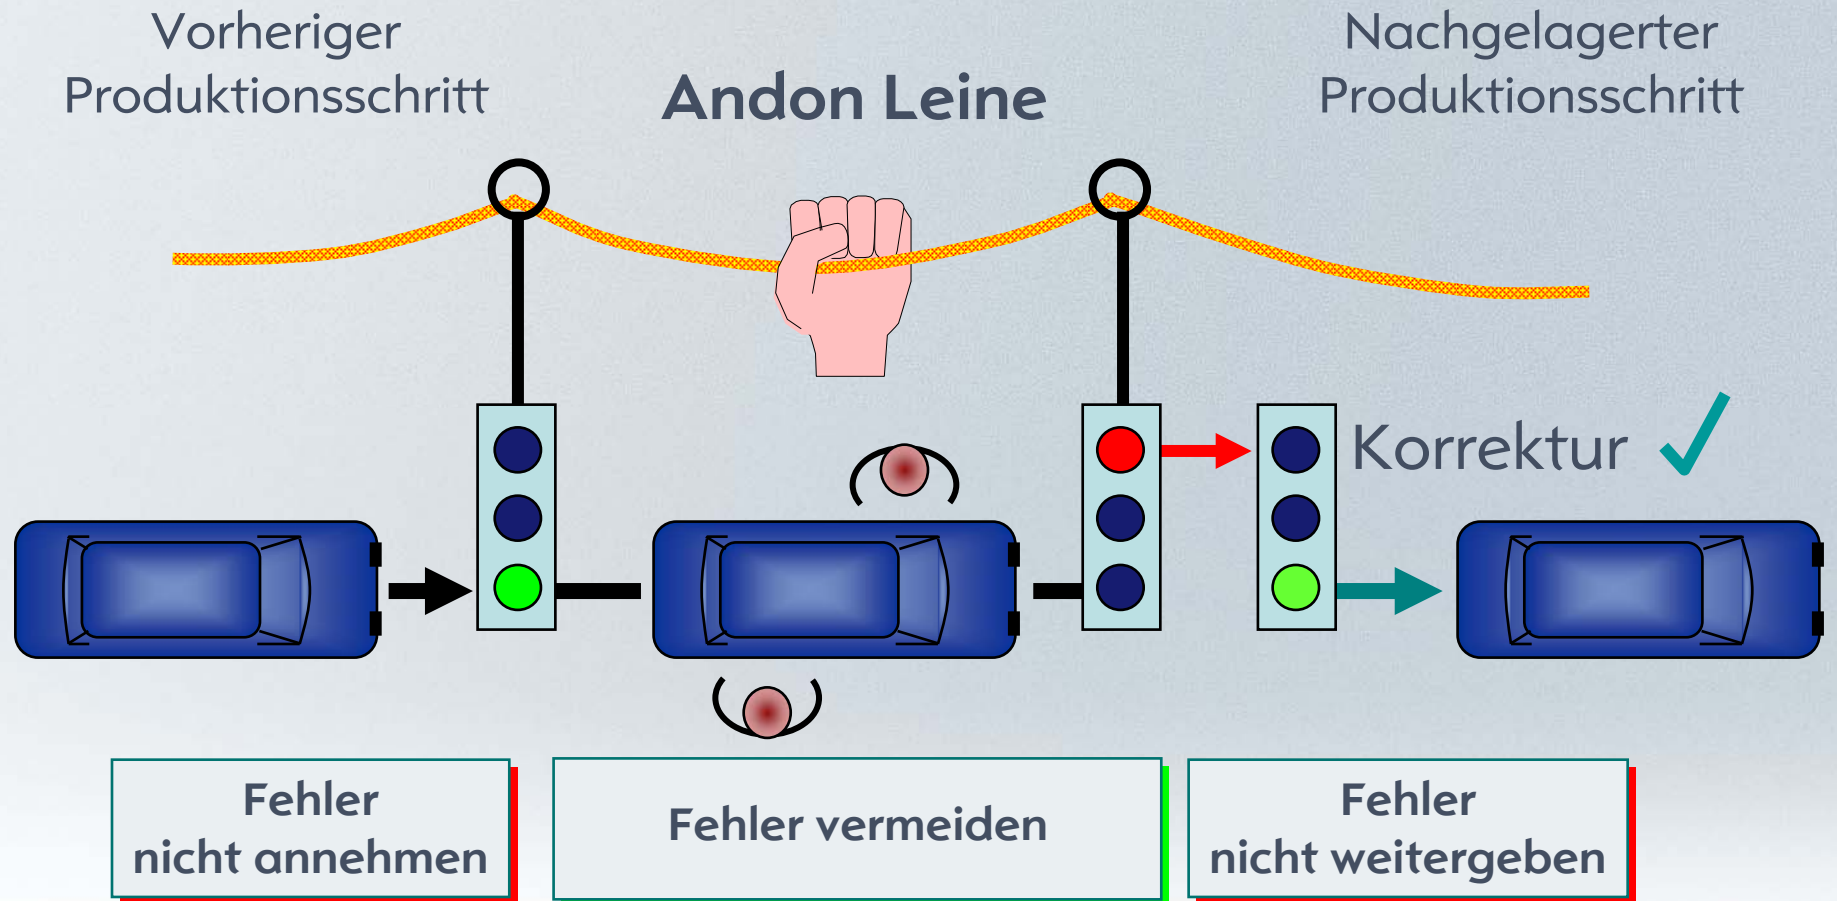 Vorheriger
Produktionsschritt
Andon Leine
Nachgelagerter
Produktionsschritt
Korrektur
Fehler
nicht annehmen
Fehler vermeiden
Fehler
nicht weitergeben